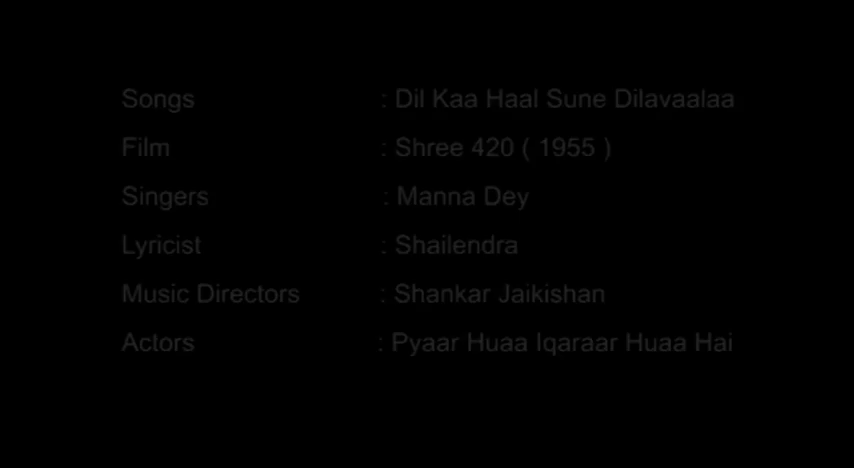 Songs : Dil Kaa Haal Sune Dilavaalaa
Film : Shree 420 ( 1955 )
Singers : Manna Dey
Lyricist : Shailendra
Music Directors : Shankar Jaikishan
Actors : Pyaar Huaa Iqaraar Huaa Hai